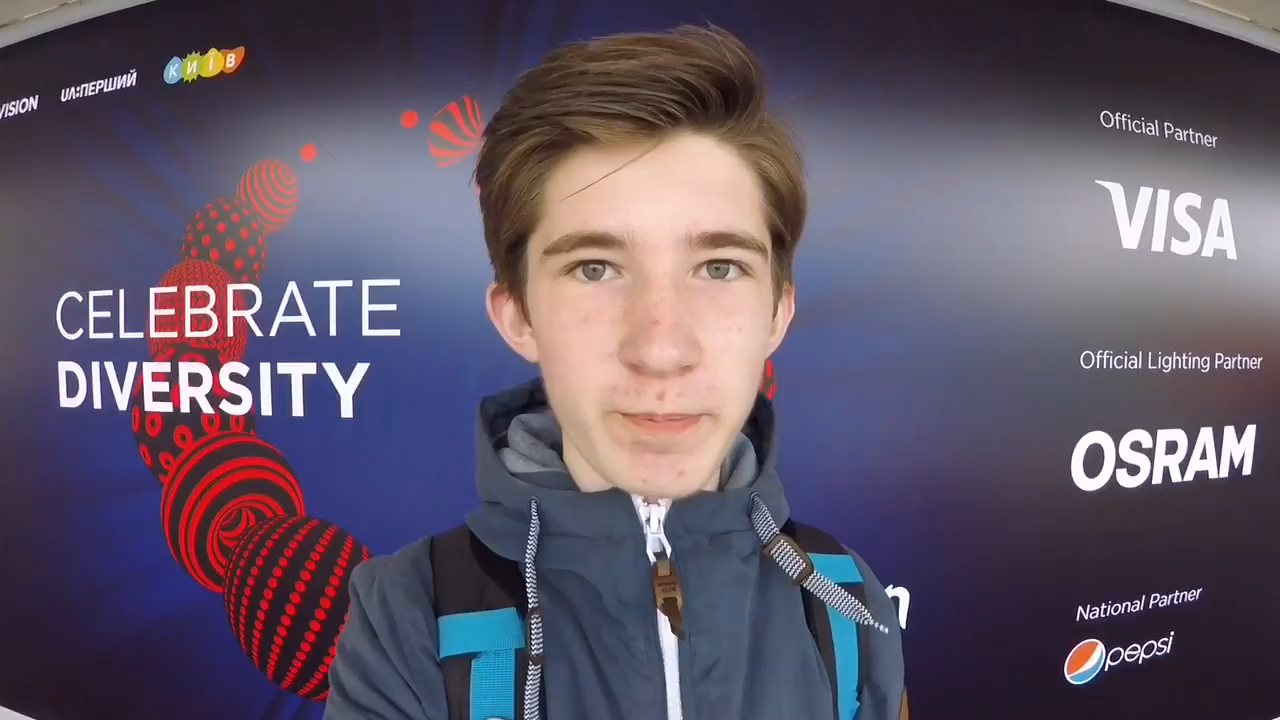 VISION
UA:ПЕРШИЙ
КИЇВ
CELEBRATE
DIVERSITY
Official Partner
VISA
Official Lighting Partner
OSRAM
National Partner
pepsi